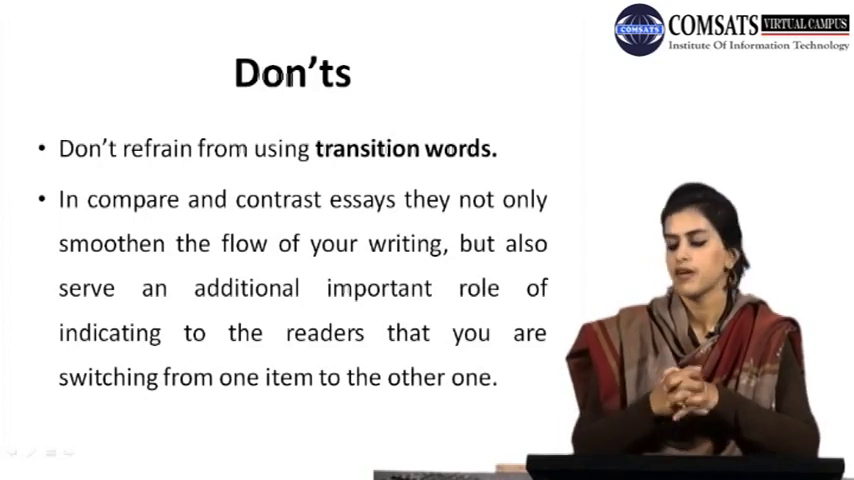 COMSATS VIRTUAL CAMPUS
COMSATS
Institute Of Information Technology
Don'ts
• Don't refrain from using transition words.
• In compare and contrast essays they not only
smoothen the flow of your writing, but also
serve an additional important role of
indicating to the readers that you are
switching from one item to the other one.